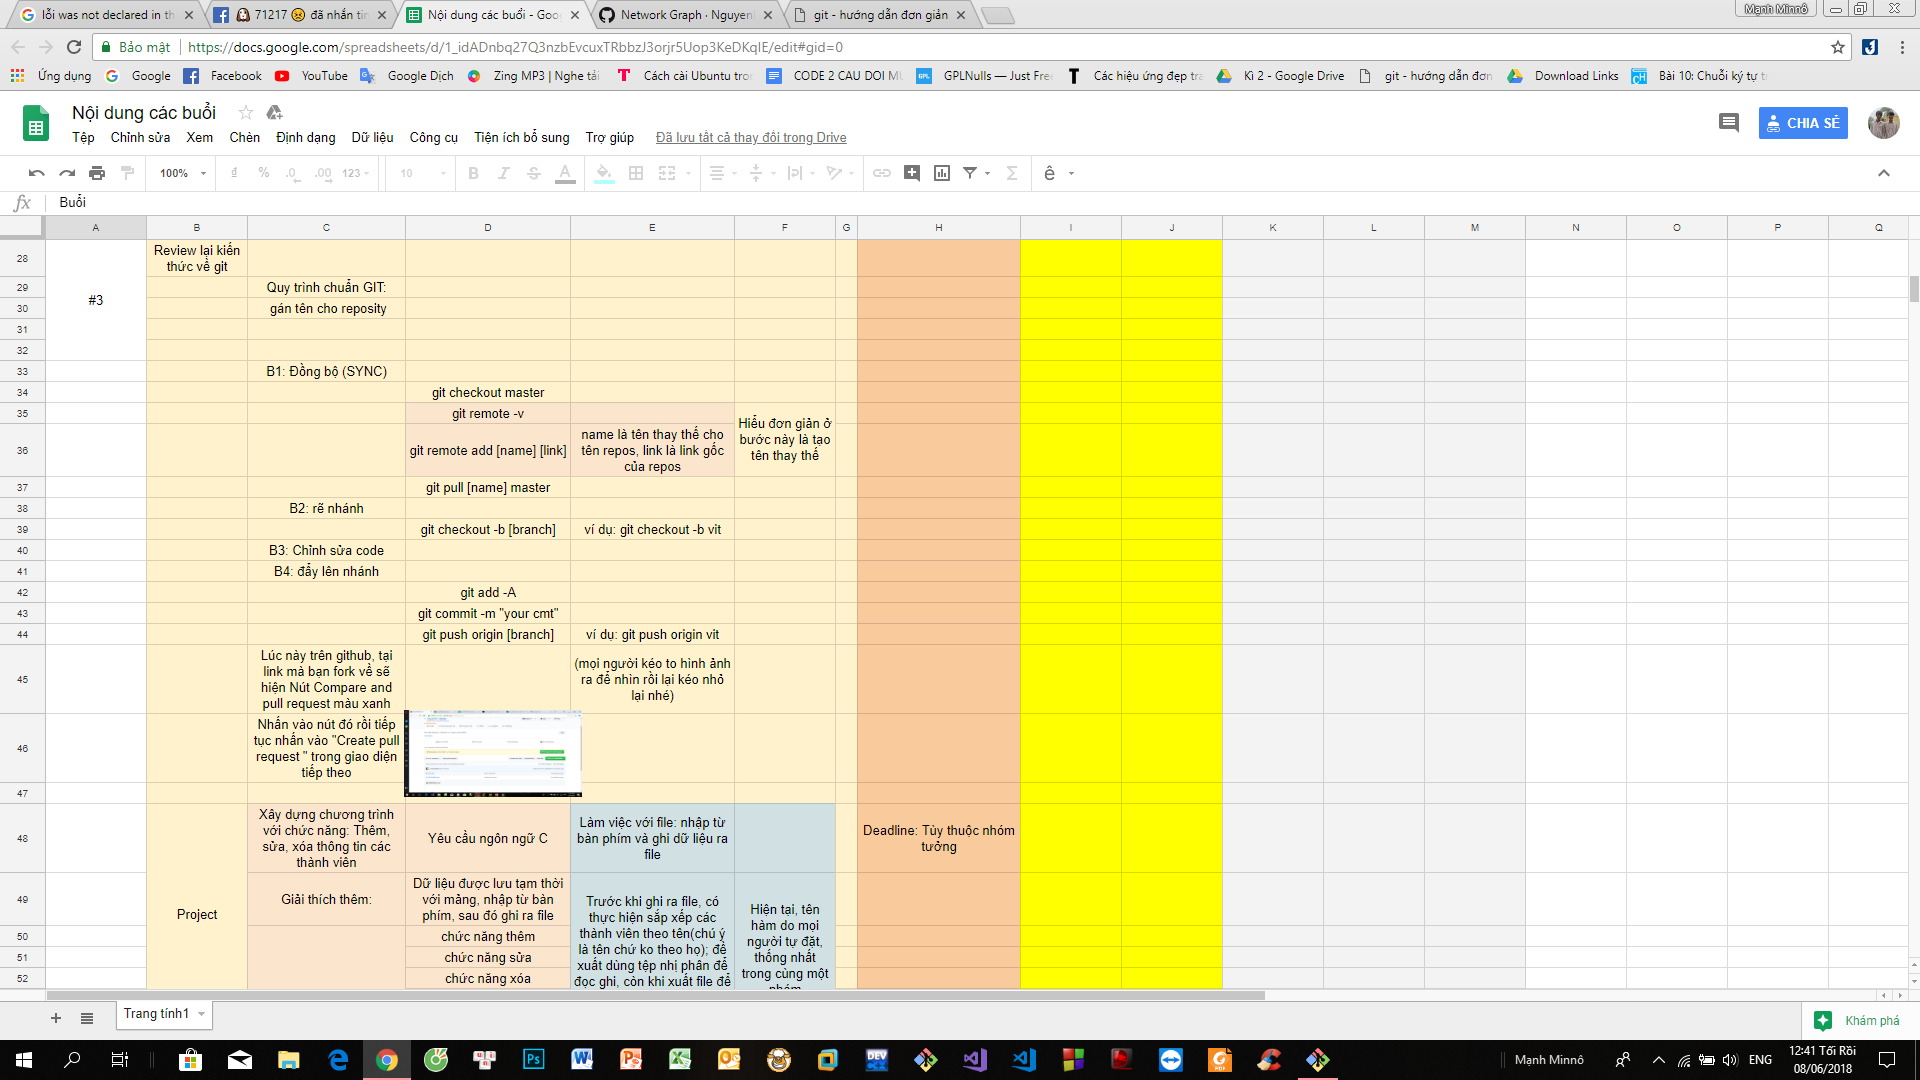 lỗi was not declared in th
71217 😣 đã nhắn tin
Nội dung các buổi - Goo
Network Graph · Nguyen
git - hướng dẫn đơn giản
Mạnh Minnô
Bảo mật
https://docs.google.com/spreadsheets/d/1_idADnbq27Q3nzbEvcuxTRbbzJ3orjr5Uop3KeDKqIE/edit#gid=0
Ứng dụng
Google
Facebook
YouTube
Google Dịch
Zing MP3 | Nghe tải
Cách cài Ubuntu tro
CODE 2 CAU DOI MU
GPLNulls — Just Fre
Các hiệu ứng đẹp tra
Kì 2 - Google Drive
git - hướng dẫn đơn
Download Links
Bài 10: Chuỗi ký tự t
Nội dung các buổi
Tệp Chỉnh sửa Xem Chèn Định dạng Dữ liệu Công cụ Tiện ích bổ sung Trợ giúp Đã lưu tất cả thay đổi trong Drive
CHIA SẺ
100% đ % .0 .00 123 10 B I S A Σ ê
fx Buổi
A B C D E F G H I J K L M N O P Q
28
Review lại kiến
thức về git
29 Quy trình chuẩn GIT:
#3
30 gán tên cho reposity
31
32
33 B1: Đồng bộ (SYNC)
34 git checkout master
35 git remote -v
36 git remote add [name] [link]
name là tên thay thế cho
tên repos, link là link gốc
của repos
Hiểu đơn giản ở
bước này là tạo
tên thay thế
37 git pull [name] master
38 B2: rẽ nhánh
39 git checkout -b [branch] ví dụ: git checkout -b vit
40 B3: Chỉnh sửa code
41 B4: đẩy lên nhánh
42 git add -A
43 git commit -m "your cmt"
44 git push origin [branch] ví dụ: git push origin vit
45
Lúc này trên github, tại
link mà bạn fork về sẽ
hiện Nút Compare and
pull request màu xanh
(mọi người kéo to hình ảnh
ra để nhìn rồi lại kéo nhỏ
lại nhé)
46
Nhấn vào nút đó rồi tiếp
tục nhấn vào "Create pull
request " trong giao diện
tiếp theo
47
48
Xây dựng chương trình
với chức năng: Thêm,
sửa, xóa thông tin các
thành viên
Yêu cầu ngôn ngữ C
Làm việc với file: nhập từ
bàn phím và ghi dữ liệu ra
file
Deadline: Tùy thuộc nhóm
tưởng
49
Project
Giải thích thêm:
Dữ liệu được lưu tạm thời
với mảng, nhập từ bàn
phím, sau đó ghi ra file
Trước khi ghi ra file, có
thực hiện sắp xếp các
thành viên theo tên(chú ý
là tên chứ ko theo họ); đề
xuất dùng tệp nhị phân để
đọc ghi, còn khi xuất file để
Hiện tại, tên
hàm do mọi
người tự đặt,
thống nhất
trong cùng một
nhóm
50 chức năng thêm
51 chức năng sửa
52 chức năng xóa
Trang tính1
Khám phá
Mạnh Minnô
ENG
12:41 Tối Rồi
08/06/2018